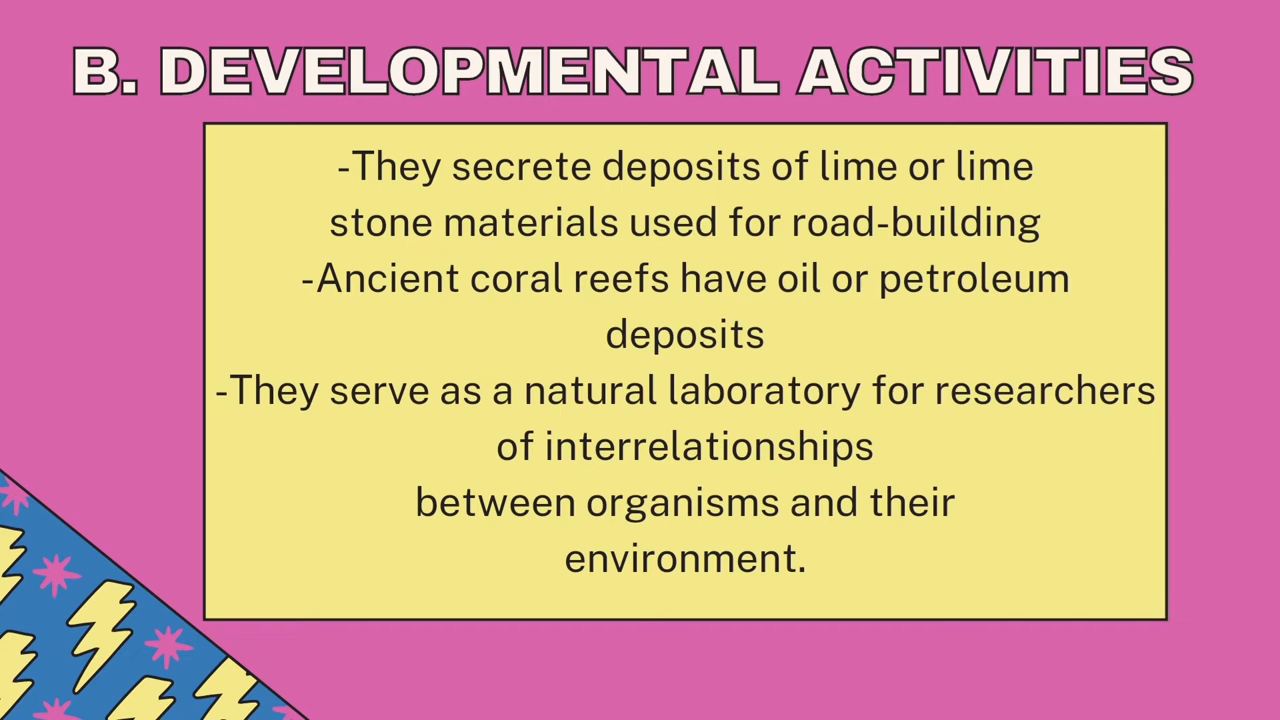 B. DEVELOPMENTAL ACTIVITIES
-They secrete deposits of lime or lime
stone materials used for road-building
-Ancient coral reefs have oil or petroleum
deposits
-They serve as a natural laboratory for researchers
of interrelationships
between organisms and their
environment.